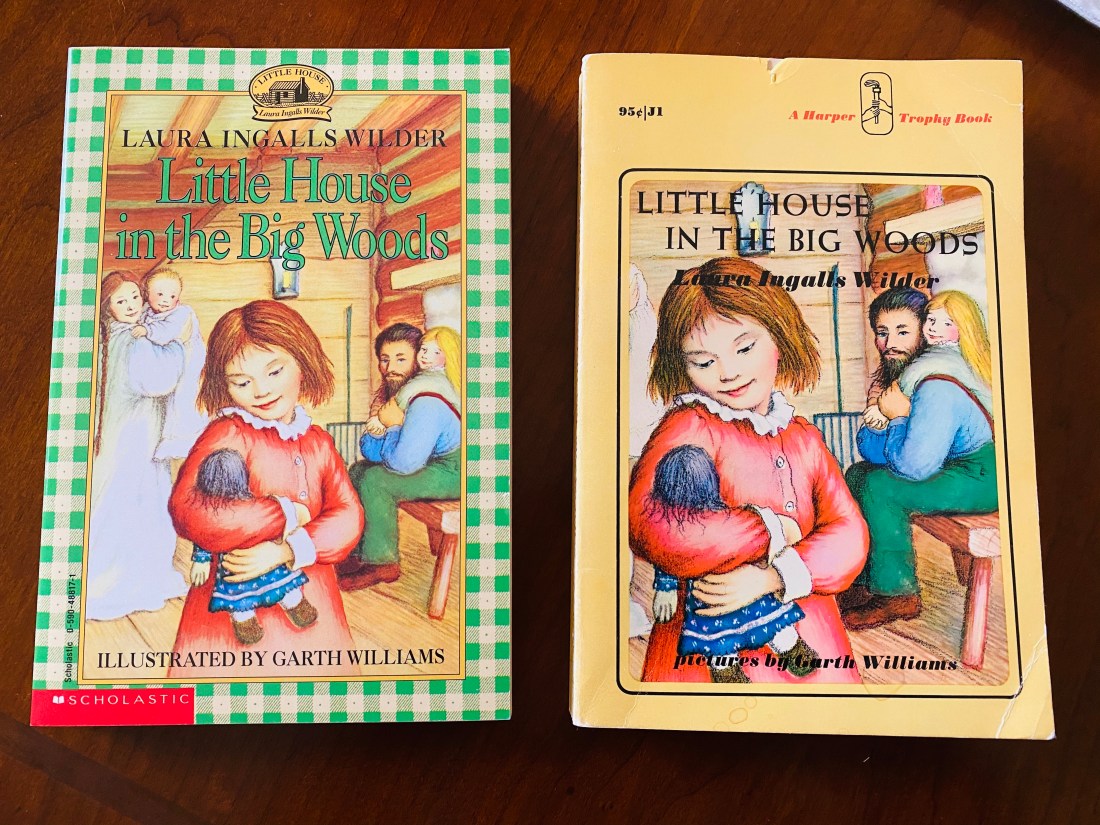 LITTLE HOUSE
Laura Ingalls Wilder
LAURA INGALLS WILDER
Little House
in the Big Woods
Scholastic 0-590-48817-1
ILLUSTRATED BY GARTH WILLIAMS
SCHOLASTIC
95¢|J1
A Harper Trophy Book
LITTLE HOUSE
IN THE BIG WOODS
Laura Ingalls Wilder
pictures by Garth Williams